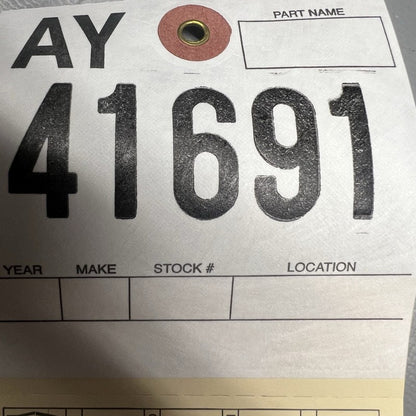 AY
PART NAME
41691
YEAR MAKE STOCK # LOCATION